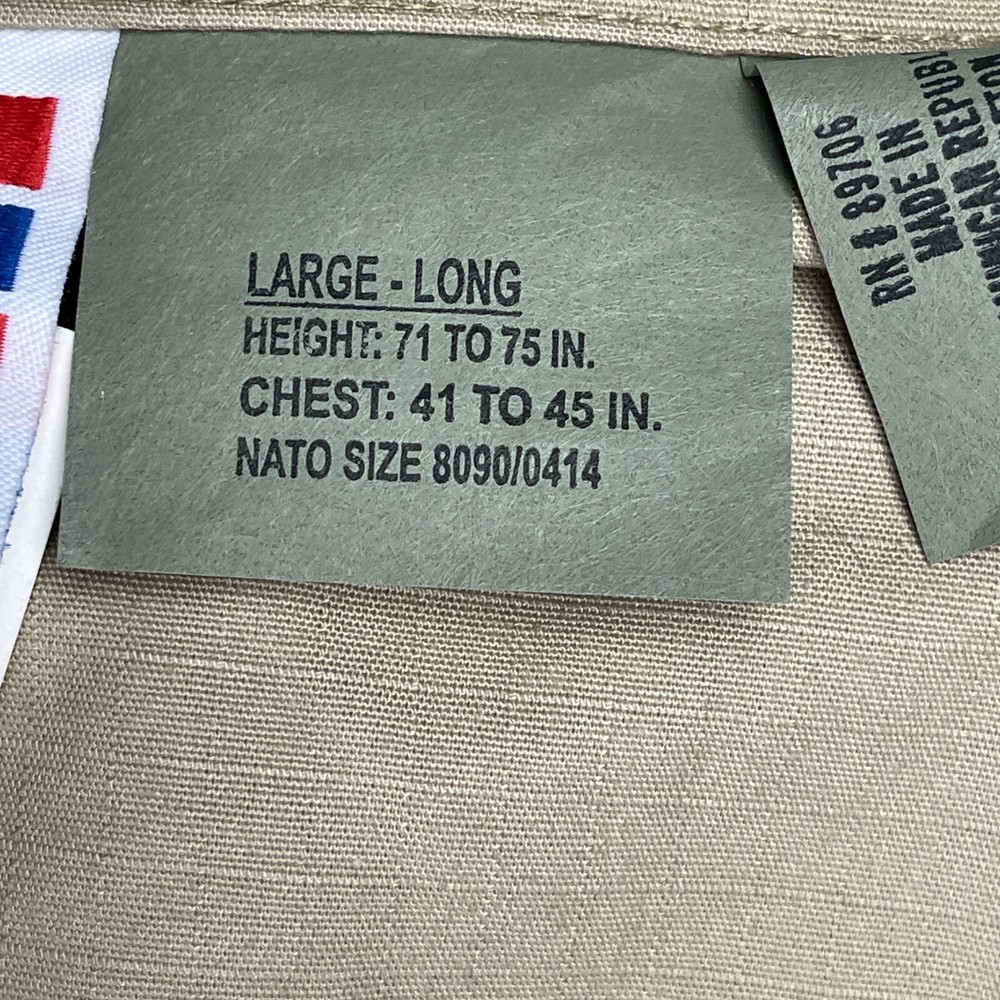 LARGE - LONG
HEIGHT: 71 TO 75 IN.
CHEST: 41 TO 45 IN.
NATO SIZE 8090/0414
RN # 89706
MADE IN